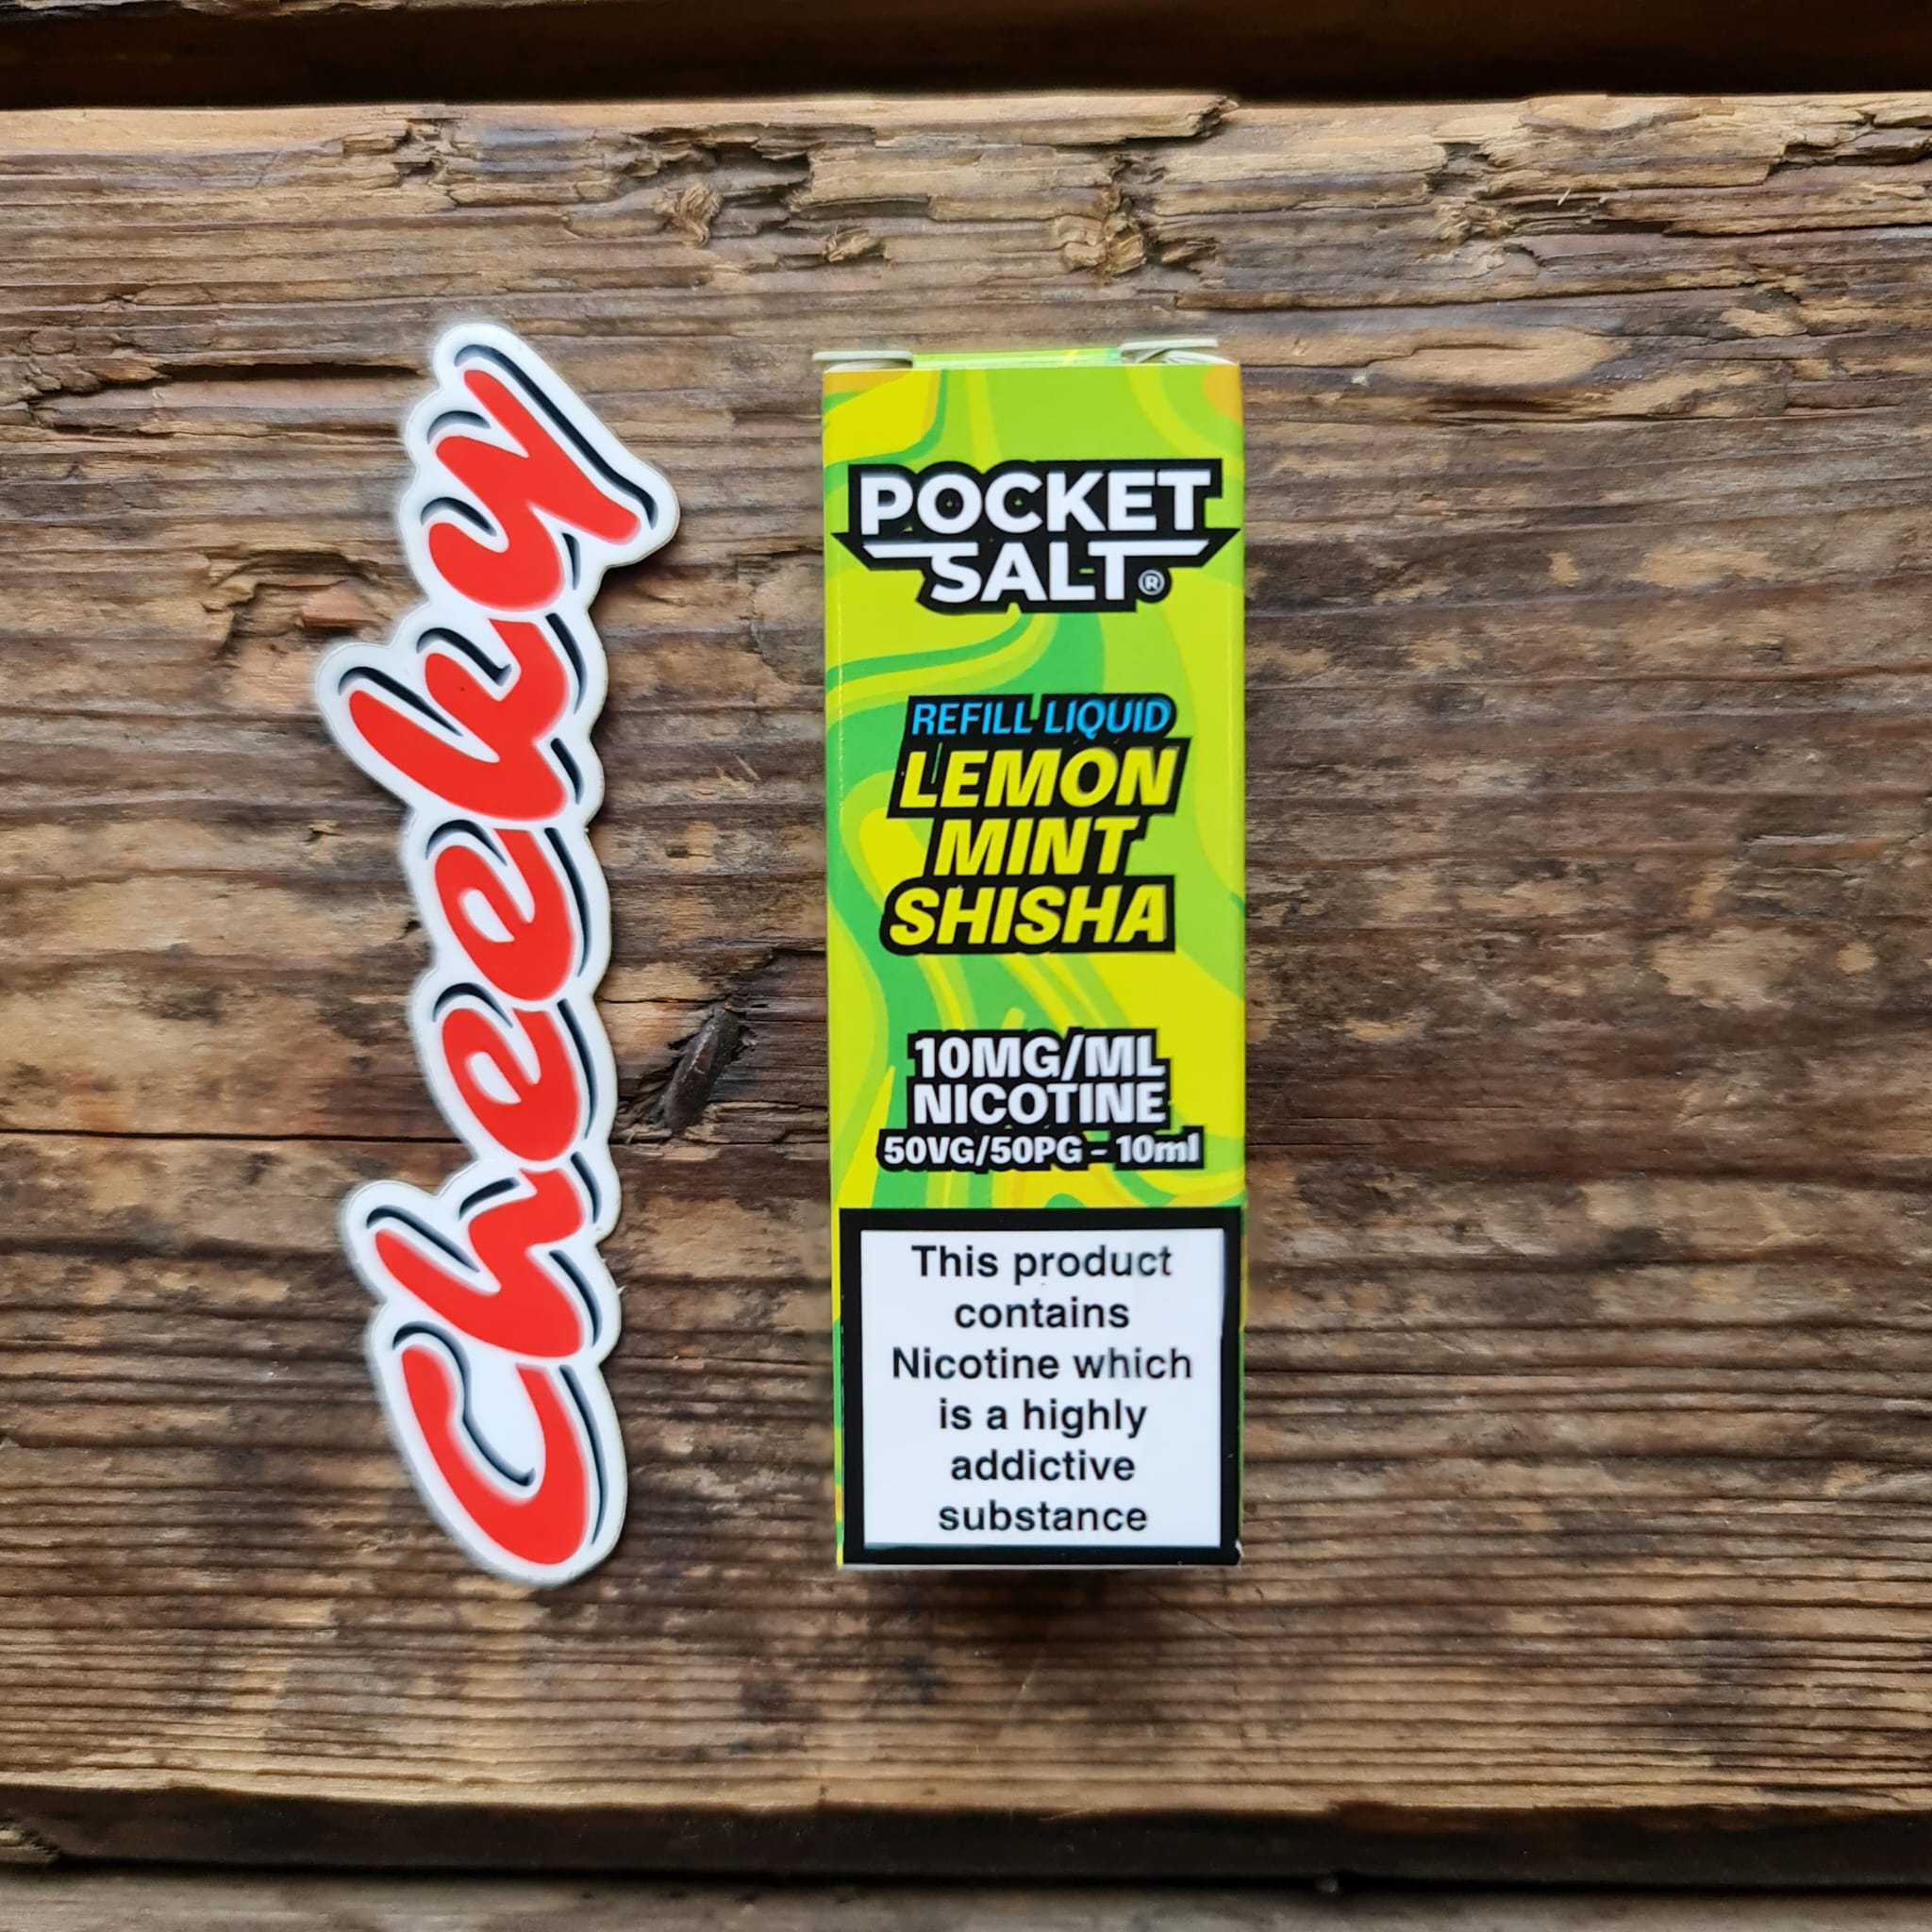 Cheeky
POCKET
SALT®
REFILL LIQUID
LEMON
MINT
SHISHA
10MG/ML
NICOTINE
50VG/50PG - 10ml
This product
contains
Nicotine which
is a highly
addictive
substance